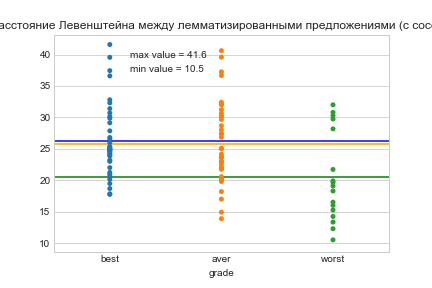 асстояние Левенштейна между лемматизированными предложениями (с сос
40
35
30
25
20
15
10
max value = 41.6
min value = 10.5
best aver worst
grade